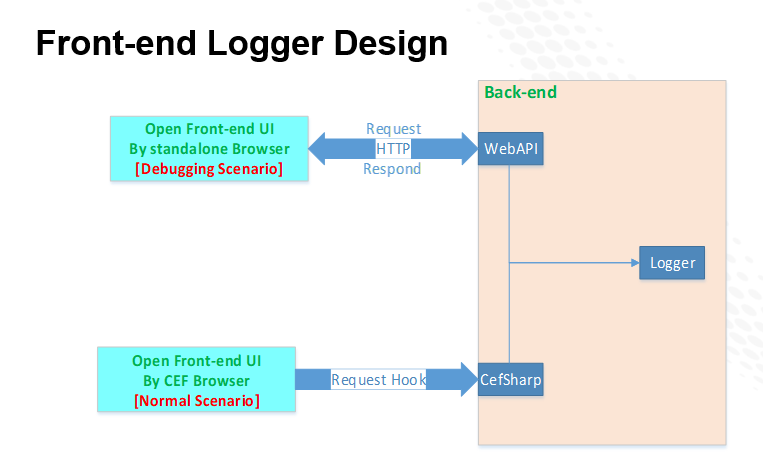 Front-end Logger Design
Back-end
Open Front-end UI
By standalone Browser
[Debugging Scenario]
Request
HTTP
Respond
WebAPI
Logger
Open Front-end UI
By CEF Browser
[Normal Scenario]
Request Hook
CefSharp